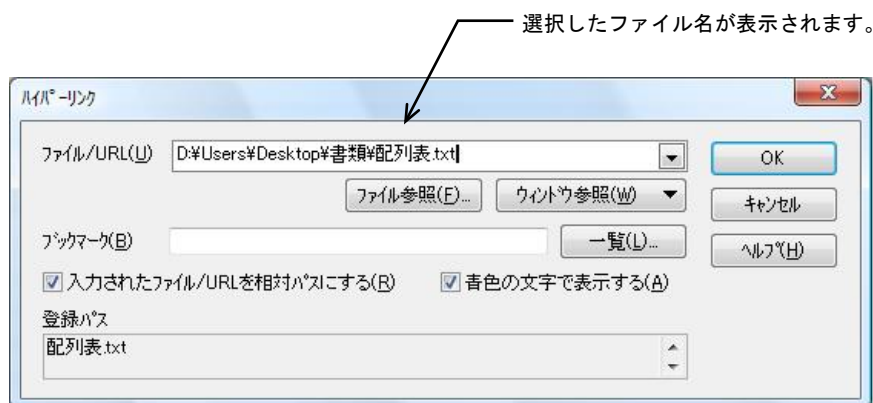 選択したファイル名が表示されます。
ハイパーリンク
ファイル/URL(U) D:¥Users¥Desktop¥書類¥配列表.txt OK
ファイル参照(F)... ウィンドウ参照(W) キャンセル
ブックマーク(B) 一覧(L)... ヘルプ(H)
入力されたファイル/URLを相対パスにする(R) 青色の文字で表示する(A)
登録パス
配列表.txt